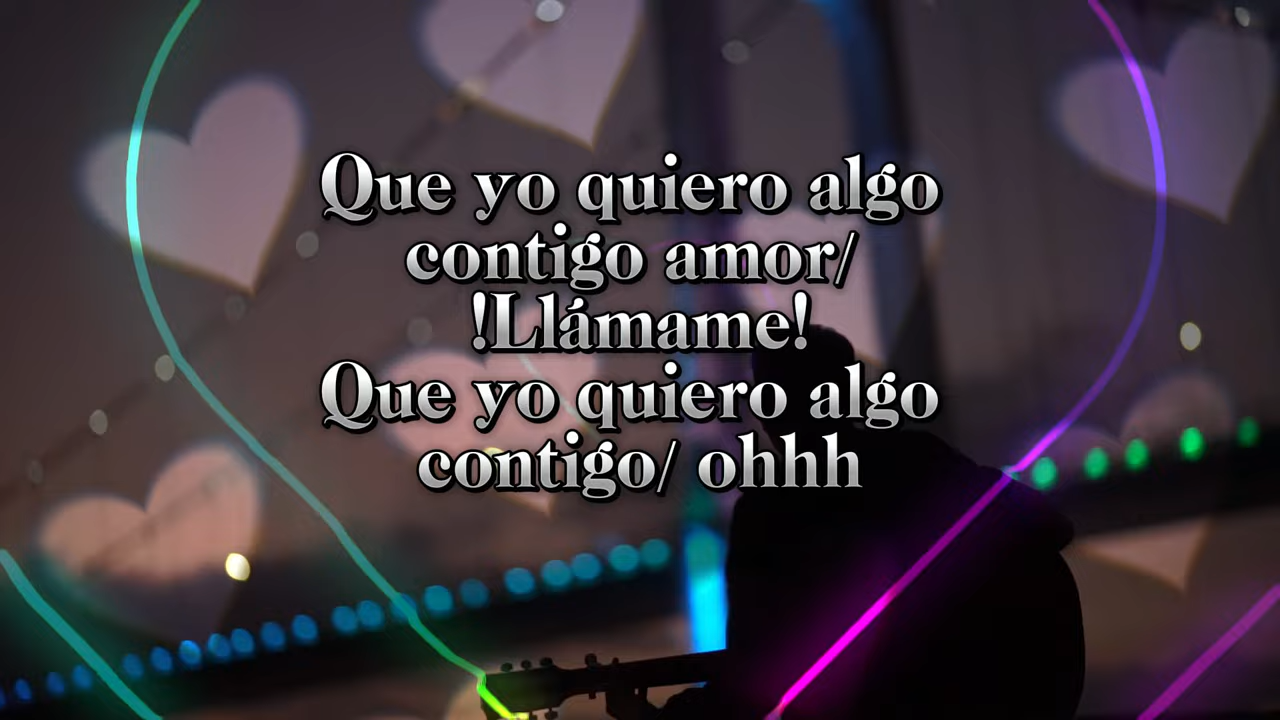 Que yo quiero algo
contigo amor/
!Llámame!
Que yo quiero algo
contigo/ ohhh